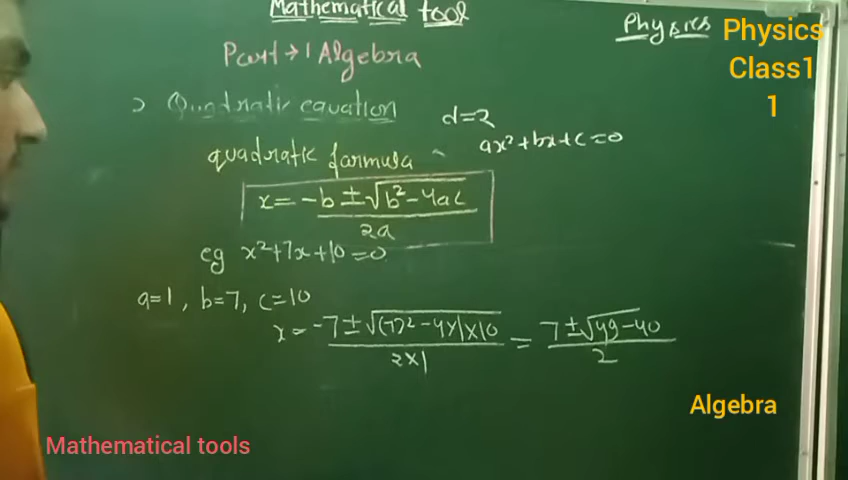 Mathematical tool
Physics
Physics
Class1
1
Part → 1 Algebra
Quadratic equation
d=2
quadratic formula
ax²+bx+c=0
x = -b ± √b²-4ac / 2a
eg x²+7x+10=0
a=1, b=7, c=10
x = -7 ± √(7)²-4×1×10 / 2×1 = 7 ± √49-40 / 2
Algebra
Mathematical tools